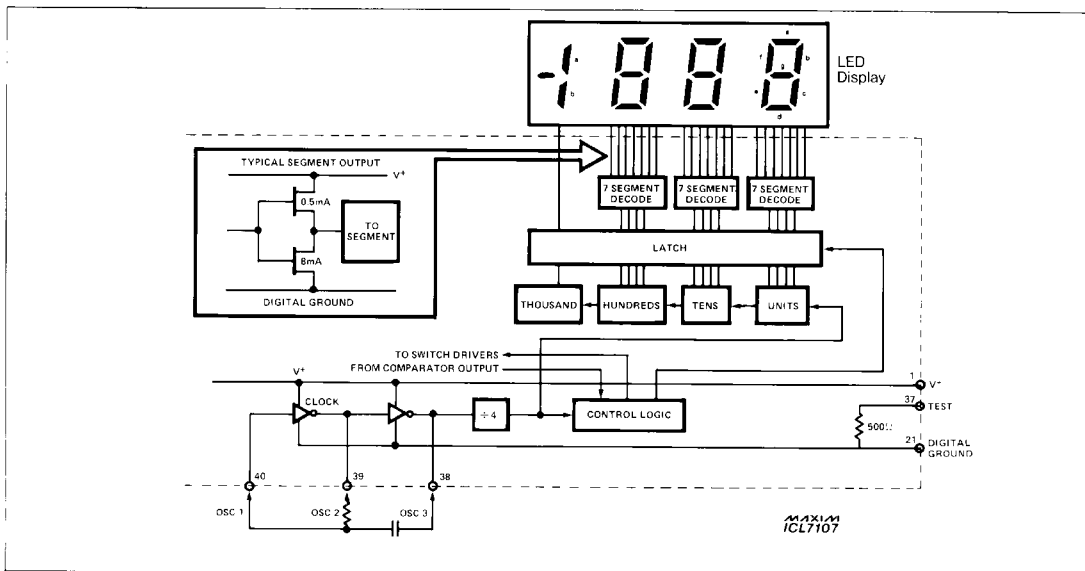 a
b
a
f
b
g
e
c
d
LED
Display
TYPICAL SEGMENT OUTPUT
V+
0.5mA
TO
SEGMENT
8mA
DIGITAL GROUND
7 SEGMENT
DECODE
7 SEGMENT
DECODE
7 SEGMENT
DECODE
LATCH
THOUSAND
HUNDREDS
TENS
UNITS
TO SWITCH DRIVERS
FROM COMPARATOR OUTPUT
V+
CLOCK
÷4
CONTROL LOGIC
1
V+
37
TEST
500Ω
21
DIGITAL
GROUND
40
39
38
OSC 1
OSC 2
OSC 3
MAXIM
ICL7107